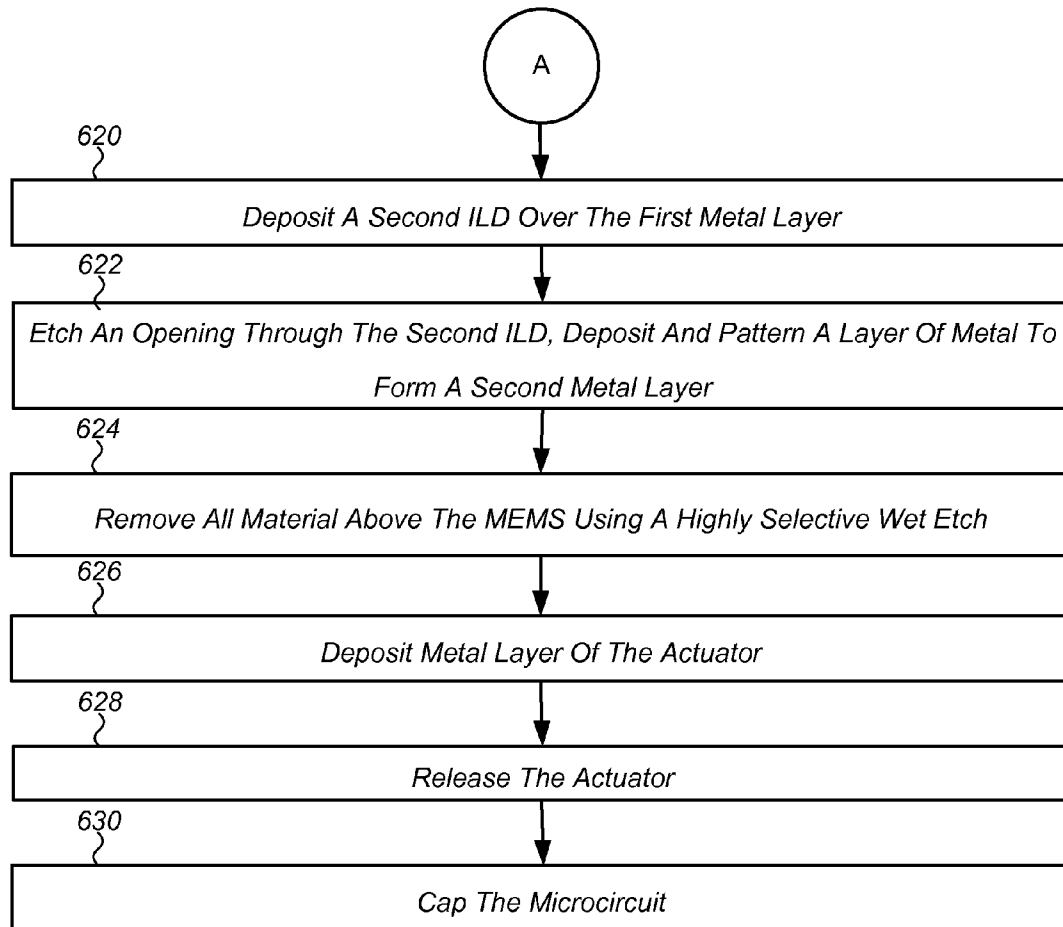 A
620
Deposit A Second ILD Over The First Metal Layer
622
Etch An Opening Through The Second ILD, Deposit And Pattern A Layer Of Metal To
Form A Second Metal Layer
624
Remove All Material Above The MEMS Using A Highly Selective Wet Etch
626
Deposit Metal Layer Of The Actuator
628
Release The Actuator
630
Cap The Microcircuit